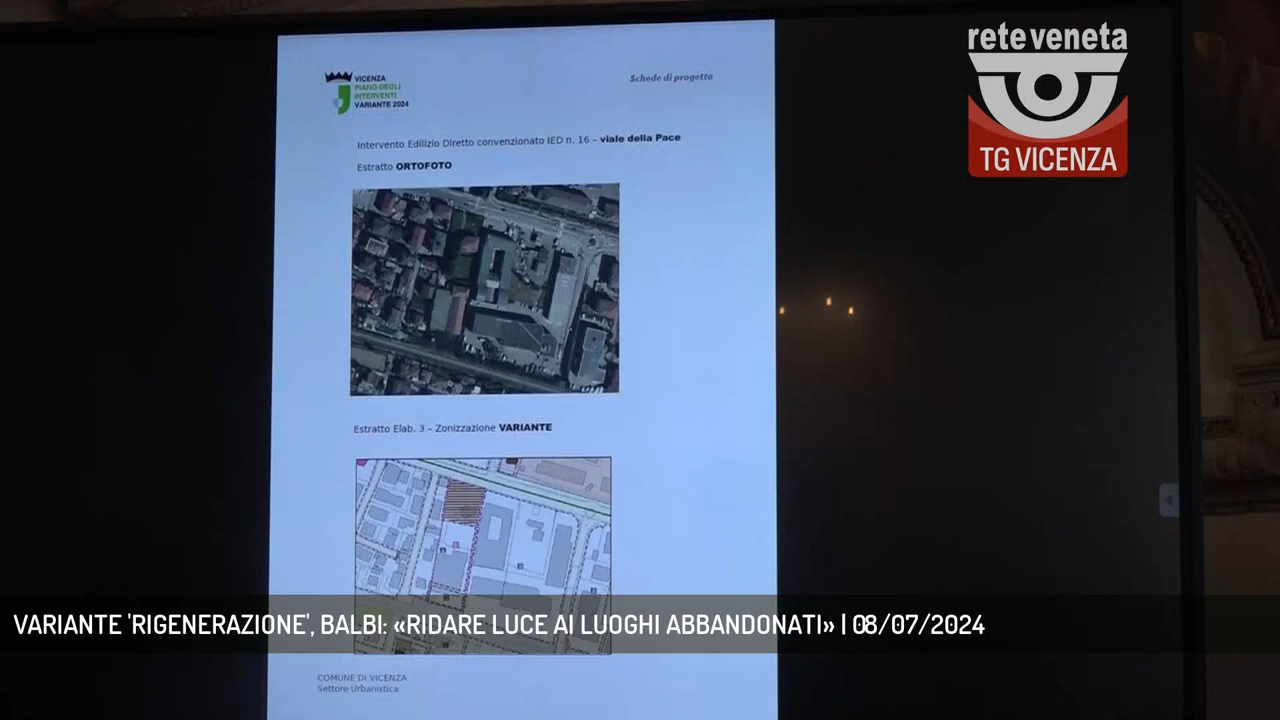 reteveneta
TG VICENZA
VICENZA
PIANO DEGLI
INTERVENTI
VARIANTE 2024
Schede di progetto
Intervento Edilizio Diretto convenzionato IED n. 16 – viale della Pace
Estratto ORTOFOTO
Estratto Elab. 3 – Zonizzazione VARIANTE
VARIANTE 'RIGENERAZIONE', BALBI: «RIDARE LUCE AI LUOGHI ABBANDONATI» | 08/07/2024
COMUNE DI VICENZA
Settore Urbanistica